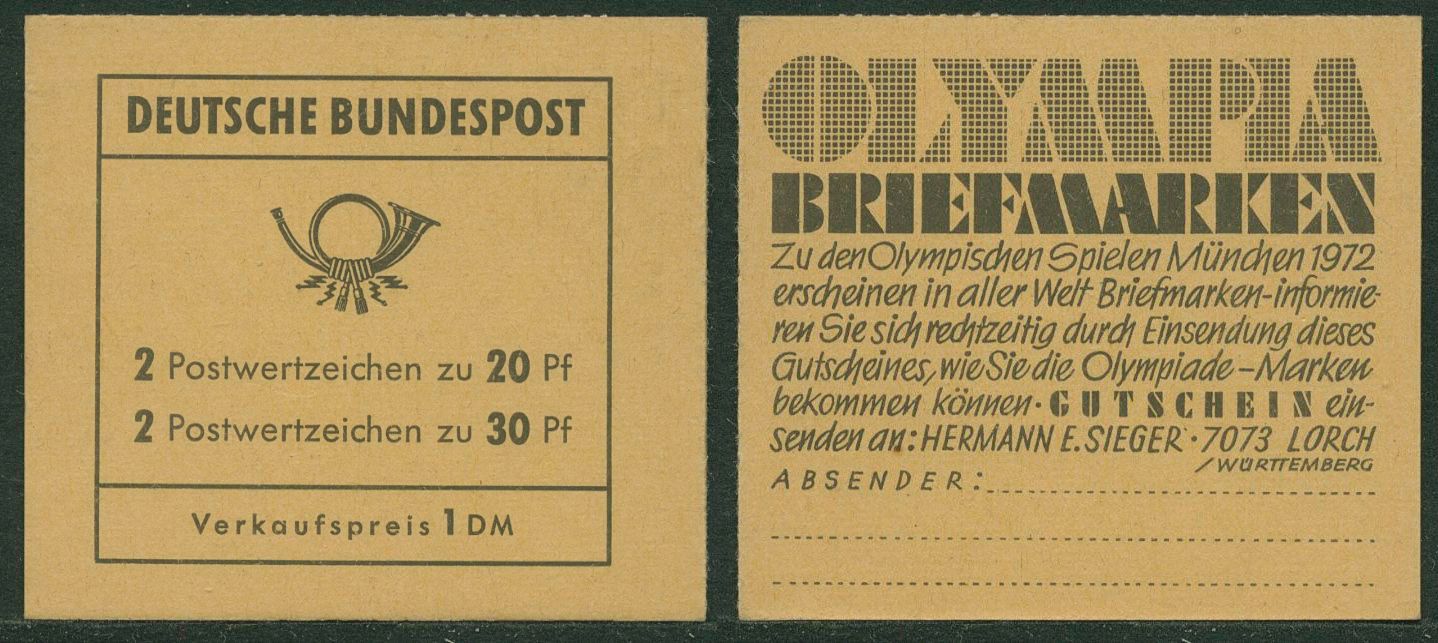 DEUTSCHE BUNDESPOST
2 Postwertzeichen zu 20 Pf
2 Postwertzeichen zu 30 Pf
Verkaufspreis 1 DM
OLYMPIA
BRIEFMARKEN
Zu den Olympischen Spielen München 1972
erscheinen in aller Welt Briefmarken-informie-
ren Sie sich rechtzeitig durch Einsendung dieses
Gutscheines, wie Sie die Olympiade-Marken
bekommen können · GUTSCHEIN ein-
senden an: HERMANN E. SIEGER · 7073 LORCH
/WÜRTTEMBERG
ABSENDER: